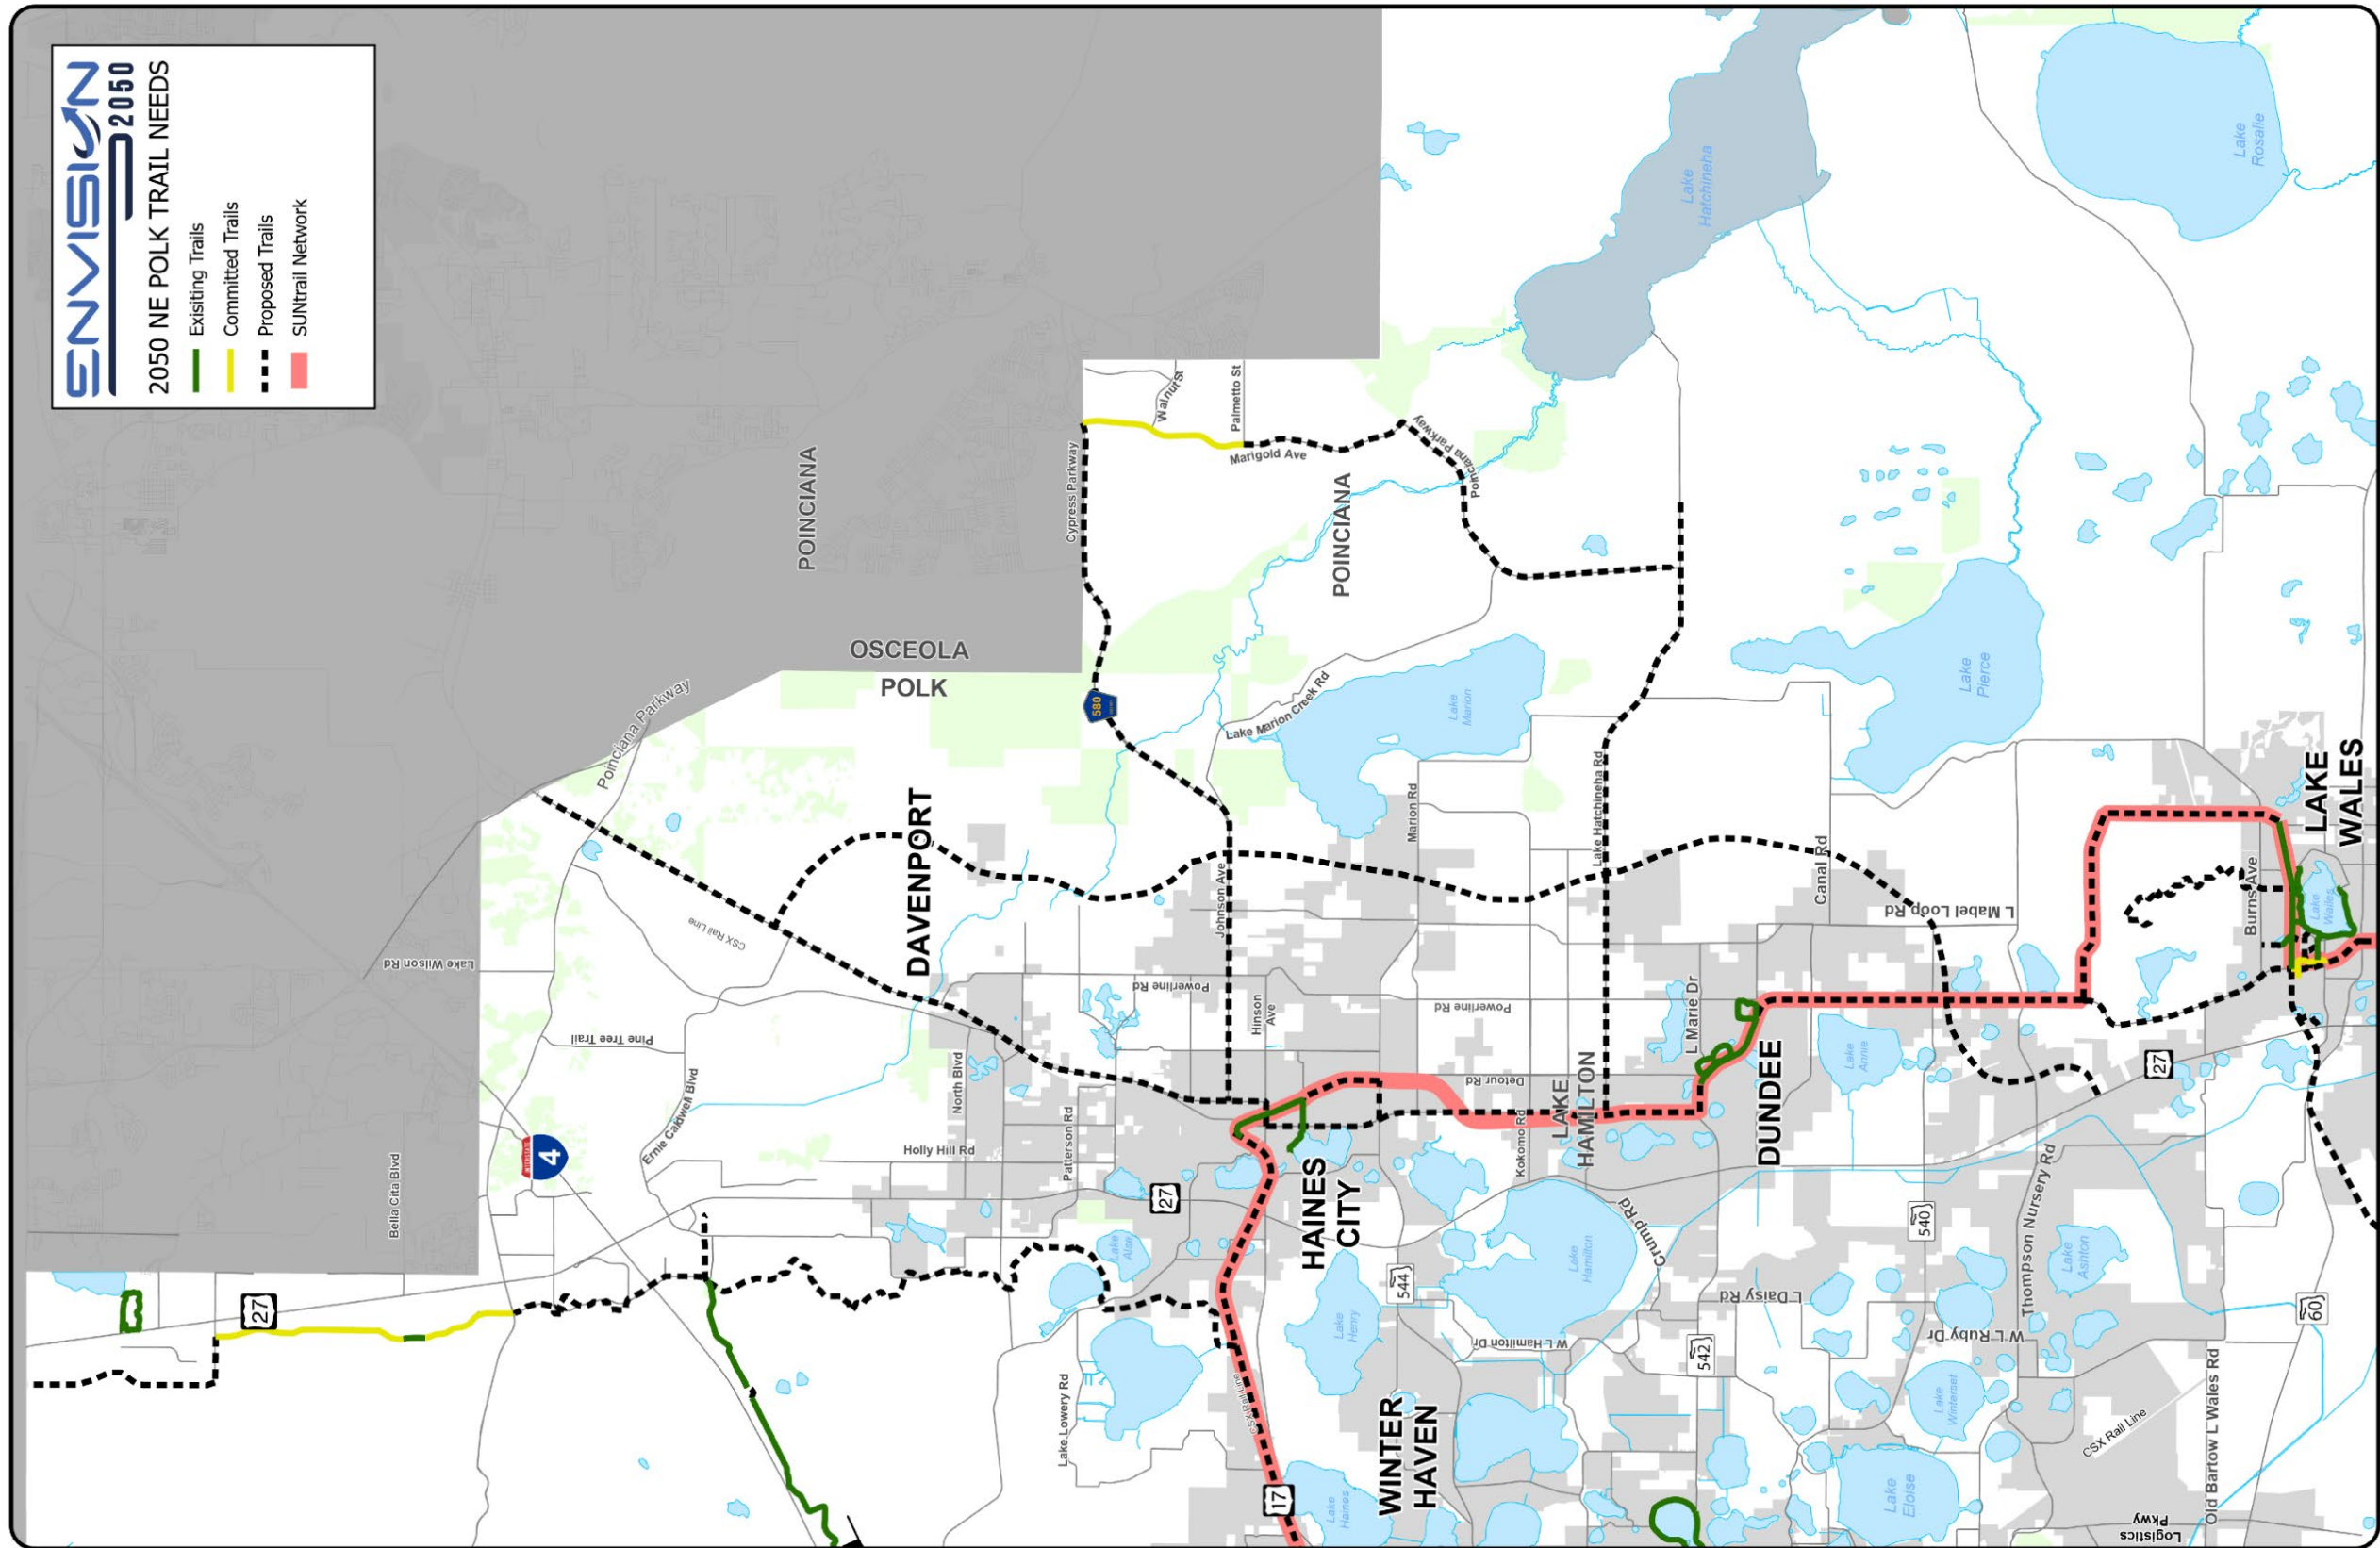 ENVISION
2050
2050 NE POLK TRAIL NEEDS
Exisiting Trails
Committed Trails
Proposed Trails
SUNtrail Network
27
Bella Cita Blvd
Lake Wilson Rd
INTERSTATE
4
Pine Tree Trail
Poinciana Parkway
Ernie Caldwell Blvd
CSX Rail Line
POINCIANA
OSCEOLA
POLK
DAVENPORT
North Blvd
Holly Hill Rd
Cypress Parkway
580
Patterson Rd
Powerline Rd
Lake Lowery Rd
Lake
Alse
27
Walnut St
Palmetto St
Marigold Ave
Johnson Ave
Hinson
Ave
Lake Marion Creek Rd
CSX Rail Line
17
HAINES
CITY
POINCIANA
Poinciana Parkway
Lake
Haines
Lake
Henry
WINTER
HAVEN
544
Marion Rd
Lake
Marion
Powerline Rd
Detour Rd
Kokomo Rd
W L Hamilton Dr
LAKE
HAMILTON
Lake
Hamilton
Lake Hatchineha Rd
Crump Rd
Lake
Hatchineha
L Marie Dr
542
DUNDEE
L Daisy Rd
Canal Rd
Lake
Annie
Lake
Eloise
540
L Mabel Loop Rd
Lake
Pierce
Lake
Winterset
W L Ruby Dr
Thompson Nursery Rd
Lake
Ashton
CSX Rail Line
Logistics
Pkwy
27
Old Bartow L Wales Rd
Burns Ave
Lake
Rosalie
60
Lake
Wailes
LAKE
WALES